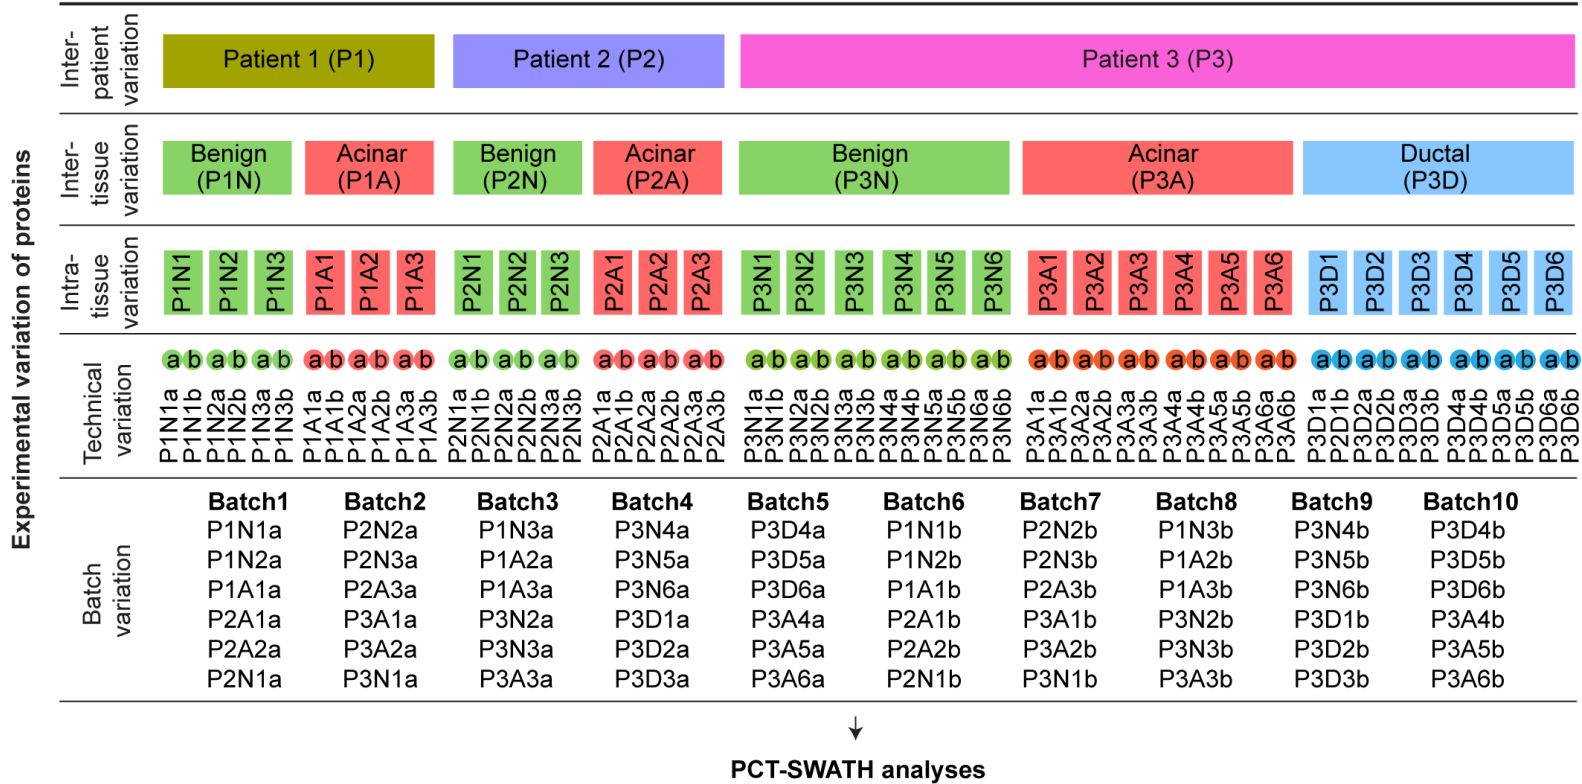 Experimental variation of proteins
Inter-
patient
variation
Patient 1 (P1)
Patient 2 (P2)
Patient 3 (P3)
Inter-
tissue
variation
Benign
(P1N)
Acinar
(P1A)
Benign
(P2N)
Acinar
(P2A)
Benign
(P3N)
Acinar
(P3A)
Ductal
(P3D)
Intra-
tissue
variation
P1N1 P1N2 P1N3 P1A1 P1A2 P1A3 P2N1 P2N2 P2N3 P2A1 P2A2 P2A3 P3N1 P3N2 P3N3 P3N4 P3N5 P3N6 P3A1 P3A2 P3A3 P3A4 P3A5 P3A6 P3D1 P3D2 P3D3 P3D4 P3D5 P3D6
Technical
variation
a b a b a b a b a b a b a b a b a b a b a b a b a b a b a b a b a b a b a b a b a b a b a b a b a b a b a b a b a b a b
P1N1a P1N1b P1N2a P1N2b P1N3a P1N3b P1A1a P1A1b P1A2a P1A2b P1A3a P1A3b P2N1a P2N1b P2N2a P2N2b P2N3a P2N3b P2A1a P2A1b P2A2a P2A2b P2A3a P2A3b P3N1a P3N1b P3N2a P3N2b P3N3a P3N3b P3N4a P3N4b P3N5a P3N5b P3N6a P3N6b P3A1a P3A1b P3A2a P3A2b P3A3a P3A3b P3A4a P3A4b P3A5a P3A5b P3A6a P3A6b P3D1a P2D1b P3D2a P3D2b P3D3a P3D3b P3D4a P3D4b P3D5a P3D5b P3D6a P3D6b
Batch
variation
Batch1 Batch2 Batch3 Batch4 Batch5 Batch6 Batch7 Batch8 Batch9 Batch10
P1N1a P2N2a P1N3a P3N4a P3D4a P1N1b P2N2b P1N3b P3N4b P3D4b
P1N2a P2N3a P1A2a P3N5a P3D5a P1N2b P2N3b P1A2b P3N5b P3D5b
P1A1a P2A3a P1A3a P3N6a P3D6a P1A1b P2A3b P1A3b P3N6b P3D6b
P2A1a P3A1a P3N2a P3D1a P3A4a P2A1b P3A1b P3N2b P3D1b P3A4b
P2A2a P3A2a P3N3a P3D2a P3A5a P2A2b P3A2b P3N3b P3D2b P3A5b
P2N1a P3N1a P3A3a P3D3a P3A6a P2N1b P3N1b P3A3b P3D3b P3A6b
PCT-SWATH analyses